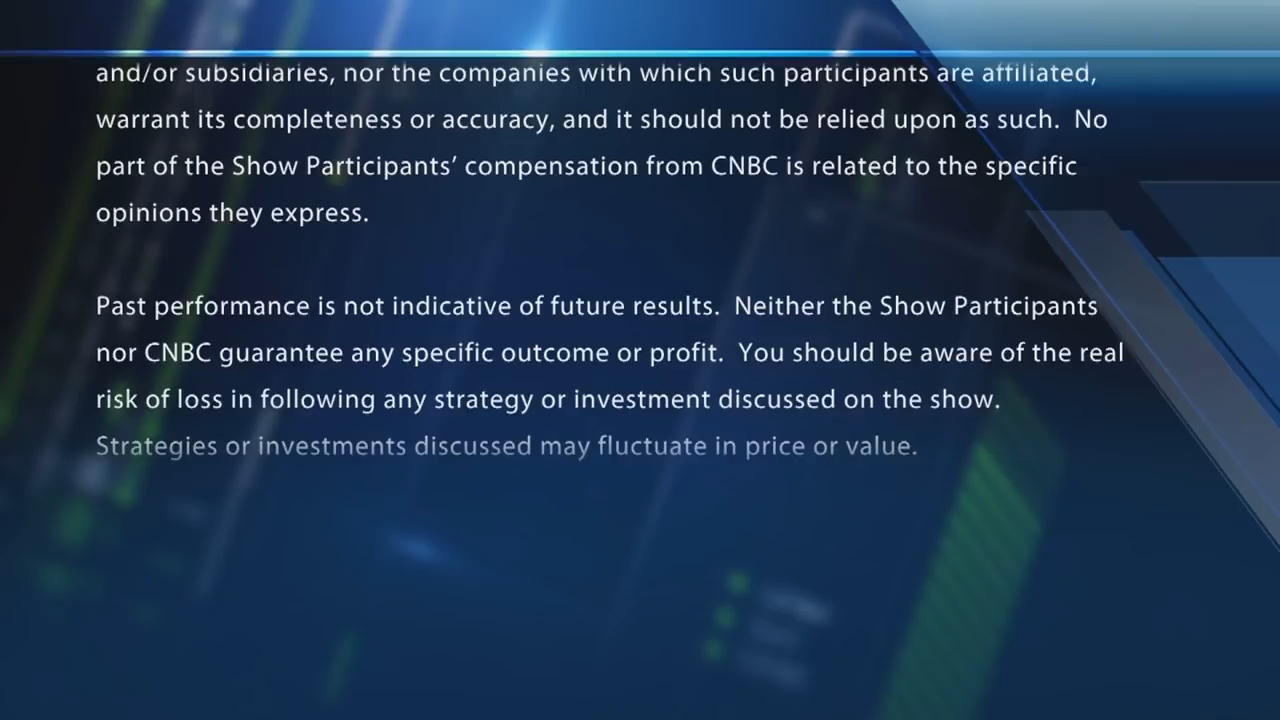 and/or subsidiaries, nor the companies with which such participants are affiliated,
warrant its completeness or accuracy, and it should not be relied upon as such.  No
part of the Show Participants’ compensation from CNBC is related to the specific
opinions they express.
Past performance is not indicative of future results.  Neither the Show Participants
nor CNBC guarantee any specific outcome or profit.  You should be aware of the real
risk of loss in following any strategy or investment discussed on the show.
Strategies or investments discussed may fluctuate in price or value.